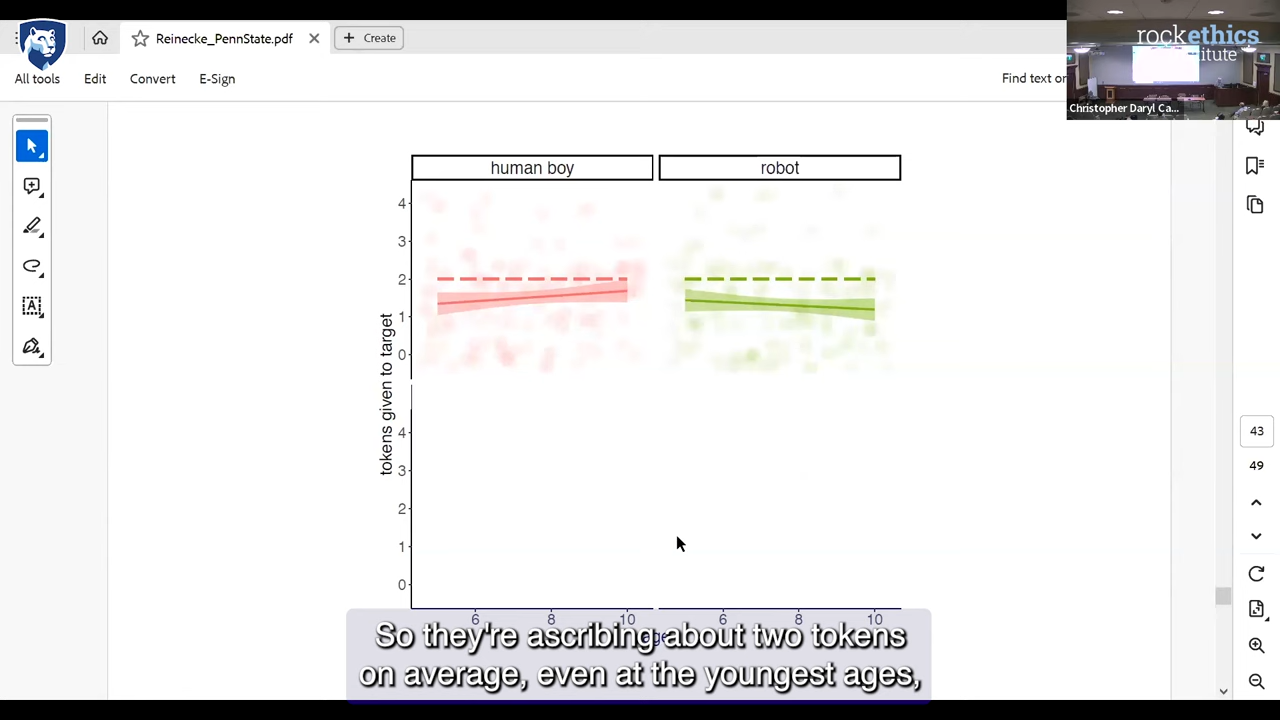 Reinecke_PennState.pdf
Create
rockethics
institute
All tools
Edit
Convert
E-Sign
Find text or
Christopher Daryl Ca...
human boy
robot
4
3
2
1
0
tokens given to target
4
3
2
1
0
6
8
10
6
8
10
So they're ascribing about two tokens
on average, even at the youngest ages,
43
49